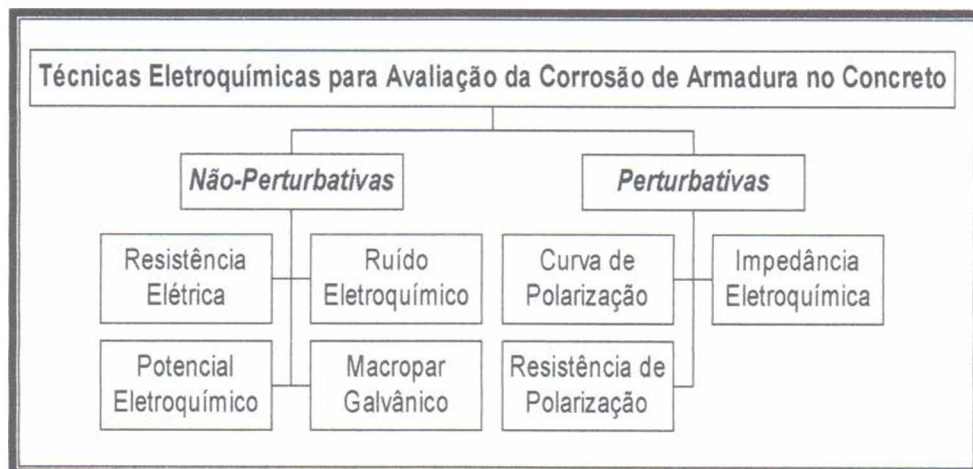 Técnicas Eletroquímicas para Avaliação da Corrosão de Armadura no Concreto
Não-Perturbativas
Perturbativas
Resistência
Elétrica
Ruído
Eletroquímico
Curva de
Polarização
Impedância
Eletroquímica
Potencial
Eletroquímico
Macropar
Galvânico
Resistência de
Polarização